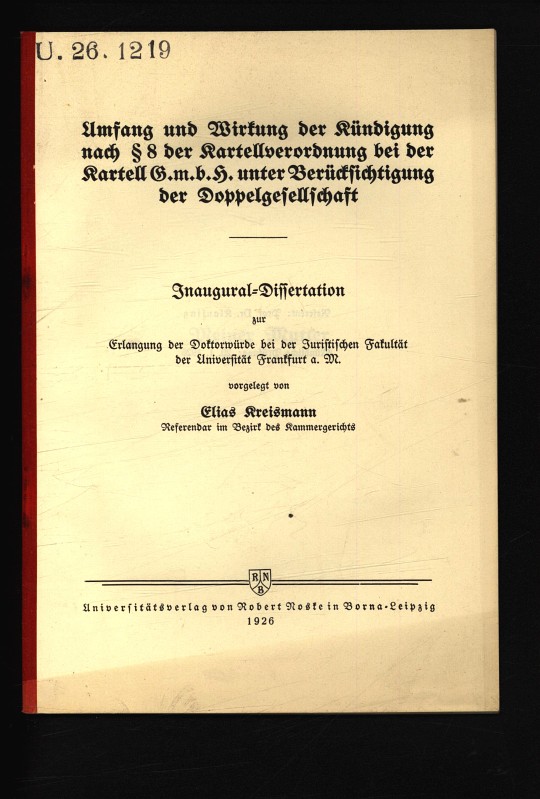 U. 26. 1219
Umfang und Wirkung der Kündigung
nach § 8 der Kartellverordnung bei der
Kartell G.m.b.H. unter Berücksichtigung
der Doppelgesellschaft
Inaugural-Dissertation
zur
Erlangung der Doktorwürde bei der Juristischen Fakultät
der Universität Frankfurt a. M.
vorgelegt von
Elias Kreismann
Referendar im Bezirk des Kammergerichts
R N
B
Universitätsverlag von Robert Noske in Borna-Leipzig
1926